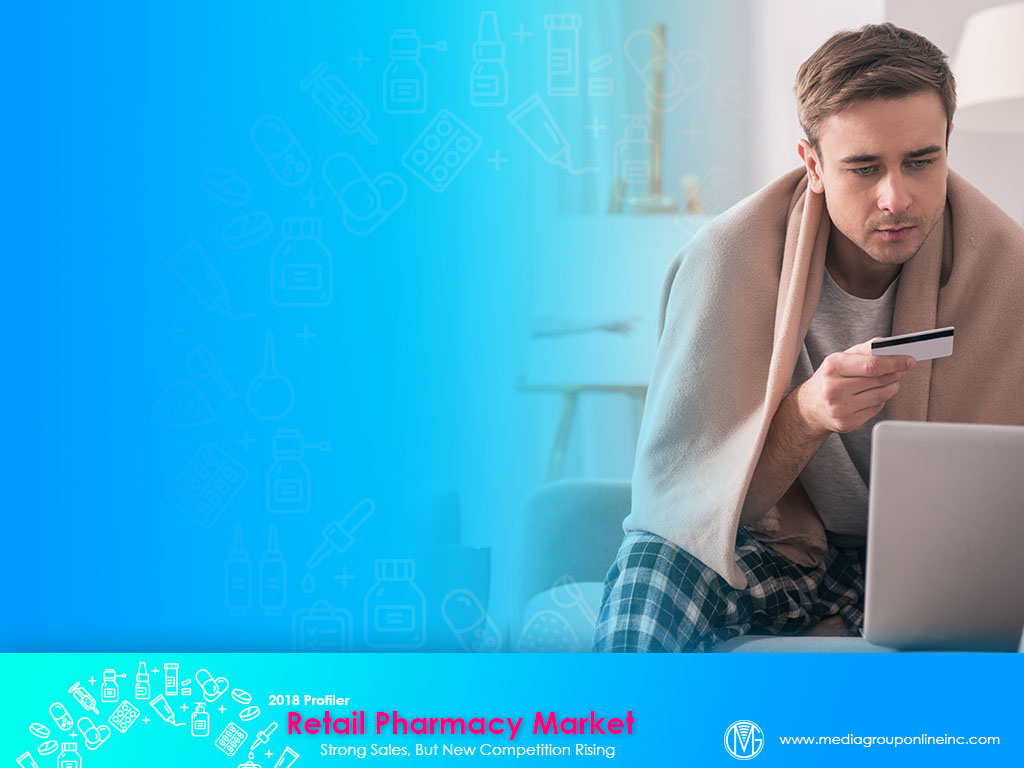 2018 Profiler
Retail Pharmacy Market
Strong Sales, But New Competition Rising
www.mediagrouponlineinc.com